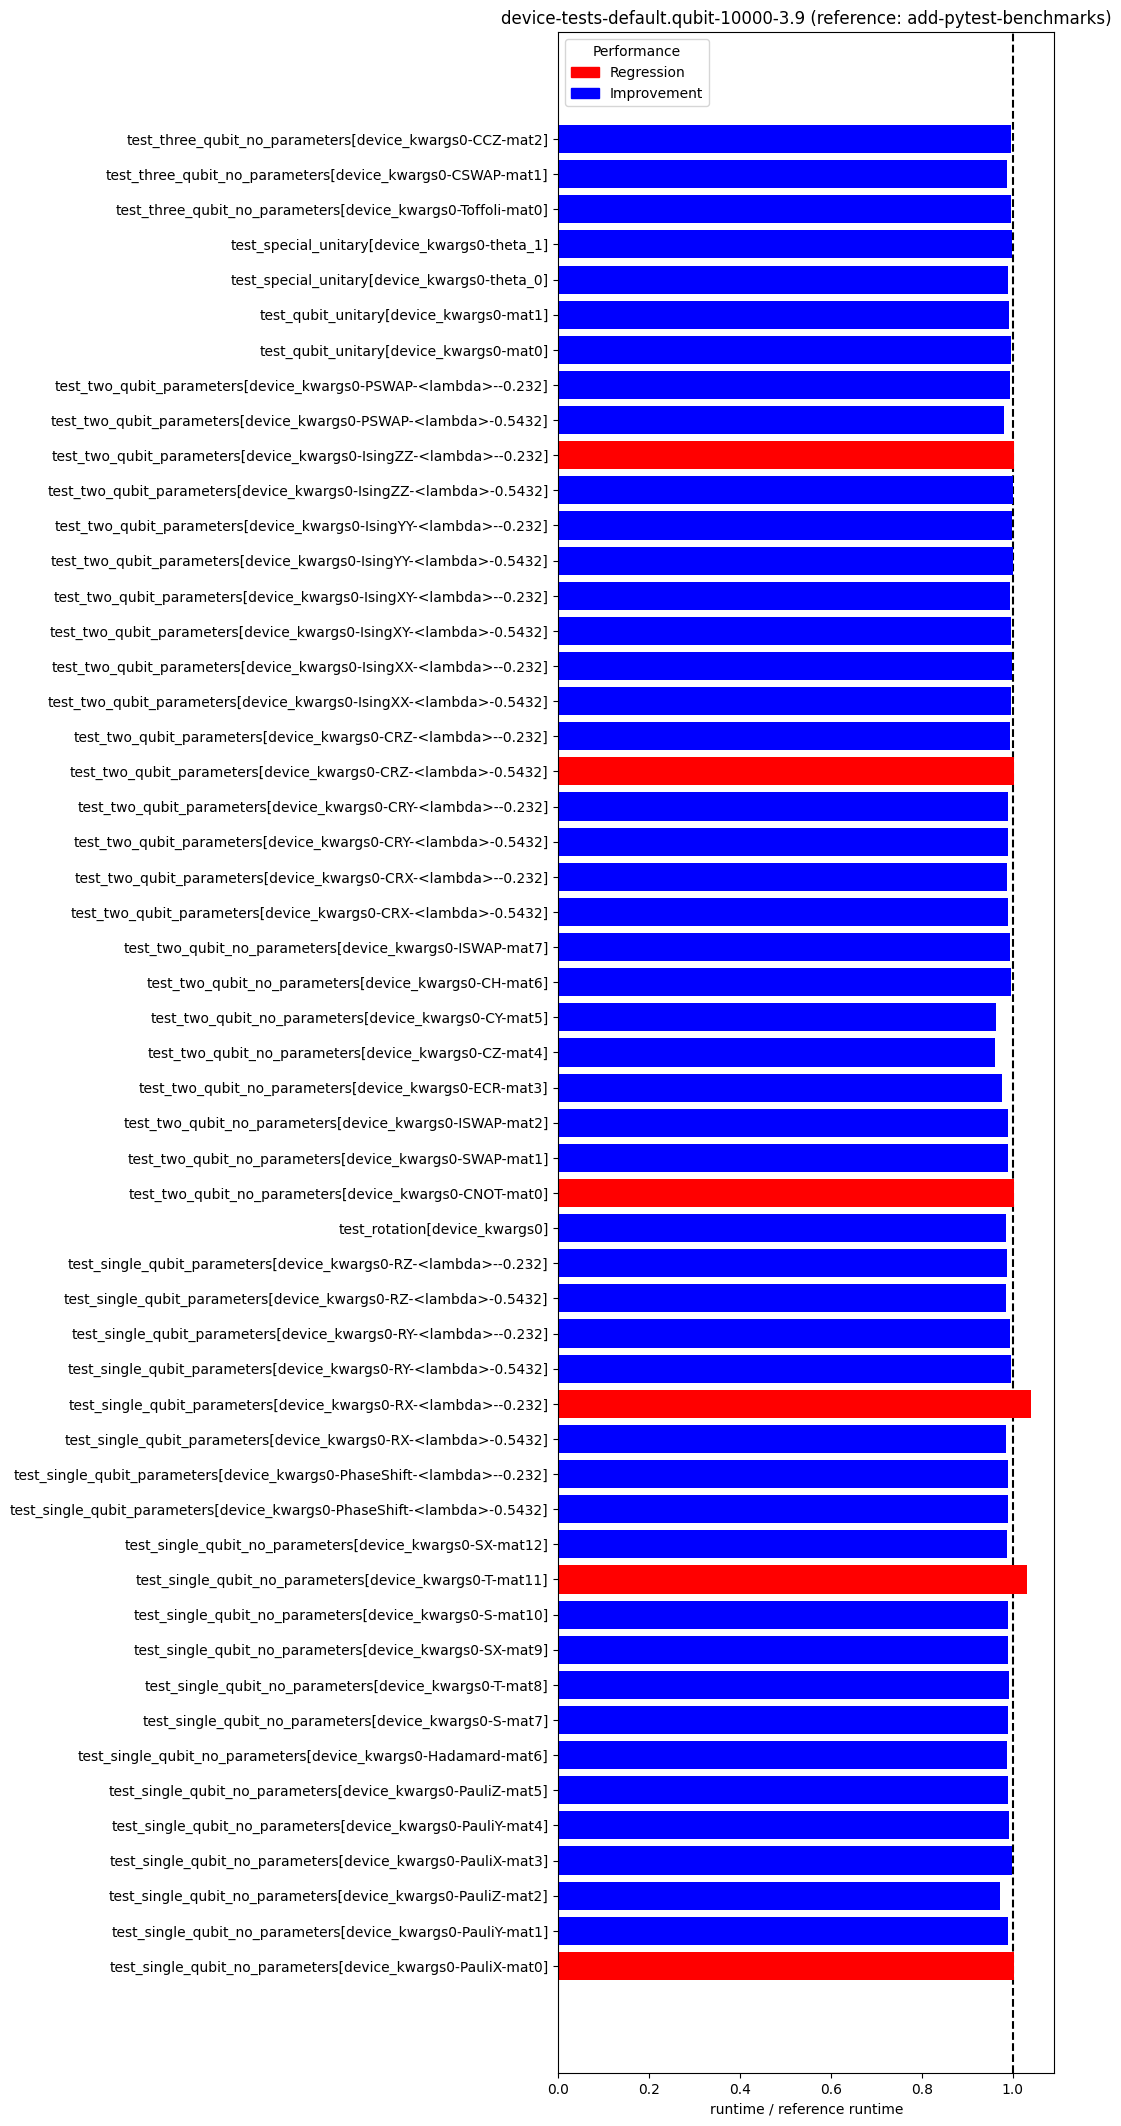 device-tests-default.qubit-10000-3.9 (reference: add-pytest-benchmarks)
Performance
Regression
Improvement
test_three_qubit_no_parameters[device_kwargs0-CCZ-mat2]
test_three_qubit_no_parameters[device_kwargs0-CSWAP-mat1]
test_three_qubit_no_parameters[device_kwargs0-Toffoli-mat0]
test_special_unitary[device_kwargs0-theta_1]
test_special_unitary[device_kwargs0-theta_0]
test_qubit_unitary[device_kwargs0-mat1]
test_qubit_unitary[device_kwargs0-mat0]
test_two_qubit_parameters[device_kwargs0-PSWAP-<lambda>--0.232]
test_two_qubit_parameters[device_kwargs0-PSWAP-<lambda>-0.5432]
test_two_qubit_parameters[device_kwargs0-IsingZZ-<lambda>--0.232]
test_two_qubit_parameters[device_kwargs0-IsingZZ-<lambda>-0.5432]
test_two_qubit_parameters[device_kwargs0-IsingYY-<lambda>--0.232]
test_two_qubit_parameters[device_kwargs0-IsingYY-<lambda>-0.5432]
test_two_qubit_parameters[device_kwargs0-IsingXY-<lambda>--0.232]
test_two_qubit_parameters[device_kwargs0-IsingXY-<lambda>-0.5432]
test_two_qubit_parameters[device_kwargs0-IsingXX-<lambda>--0.232]
test_two_qubit_parameters[device_kwargs0-IsingXX-<lambda>-0.5432]
test_two_qubit_parameters[device_kwargs0-CRZ-<lambda>--0.232]
test_two_qubit_parameters[device_kwargs0-CRZ-<lambda>-0.5432]
test_two_qubit_parameters[device_kwargs0-CRY-<lambda>--0.232]
test_two_qubit_parameters[device_kwargs0-CRY-<lambda>-0.5432]
test_two_qubit_parameters[device_kwargs0-CRX-<lambda>--0.232]
test_two_qubit_parameters[device_kwargs0-CRX-<lambda>-0.5432]
test_two_qubit_no_parameters[device_kwargs0-ISWAP-mat7]
test_two_qubit_no_parameters[device_kwargs0-CH-mat6]
test_two_qubit_no_parameters[device_kwargs0-CY-mat5]
test_two_qubit_no_parameters[device_kwargs0-CZ-mat4]
test_two_qubit_no_parameters[device_kwargs0-ECR-mat3]
test_two_qubit_no_parameters[device_kwargs0-ISWAP-mat2]
test_two_qubit_no_parameters[device_kwargs0-SWAP-mat1]
test_two_qubit_no_parameters[device_kwargs0-CNOT-mat0]
test_rotation[device_kwargs0]
test_single_qubit_parameters[device_kwargs0-RZ-<lambda>--0.232]
test_single_qubit_parameters[device_kwargs0-RZ-<lambda>-0.5432]
test_single_qubit_parameters[device_kwargs0-RY-<lambda>--0.232]
test_single_qubit_parameters[device_kwargs0-RY-<lambda>-0.5432]
test_single_qubit_parameters[device_kwargs0-RX-<lambda>--0.232]
test_single_qubit_parameters[device_kwargs0-RX-<lambda>-0.5432]
test_single_qubit_parameters[device_kwargs0-PhaseShift-<lambda>--0.232]
test_single_qubit_parameters[device_kwargs0-PhaseShift-<lambda>-0.5432]
test_single_qubit_no_parameters[device_kwargs0-SX-mat12]
test_single_qubit_no_parameters[device_kwargs0-T-mat11]
test_single_qubit_no_parameters[device_kwargs0-S-mat10]
test_single_qubit_no_parameters[device_kwargs0-SX-mat9]
test_single_qubit_no_parameters[device_kwargs0-T-mat8]
test_single_qubit_no_parameters[device_kwargs0-S-mat7]
test_single_qubit_no_parameters[device_kwargs0-Hadamard-mat6]
test_single_qubit_no_parameters[device_kwargs0-PauliZ-mat5]
test_single_qubit_no_parameters[device_kwargs0-PauliY-mat4]
test_single_qubit_no_parameters[device_kwargs0-PauliX-mat3]
test_single_qubit_no_parameters[device_kwargs0-PauliZ-mat2]
test_single_qubit_no_parameters[device_kwargs0-PauliY-mat1]
test_single_qubit_no_parameters[device_kwargs0-PauliX-mat0]
0.0 0.2 0.4 0.6 0.8 1.0
runtime / reference runtime